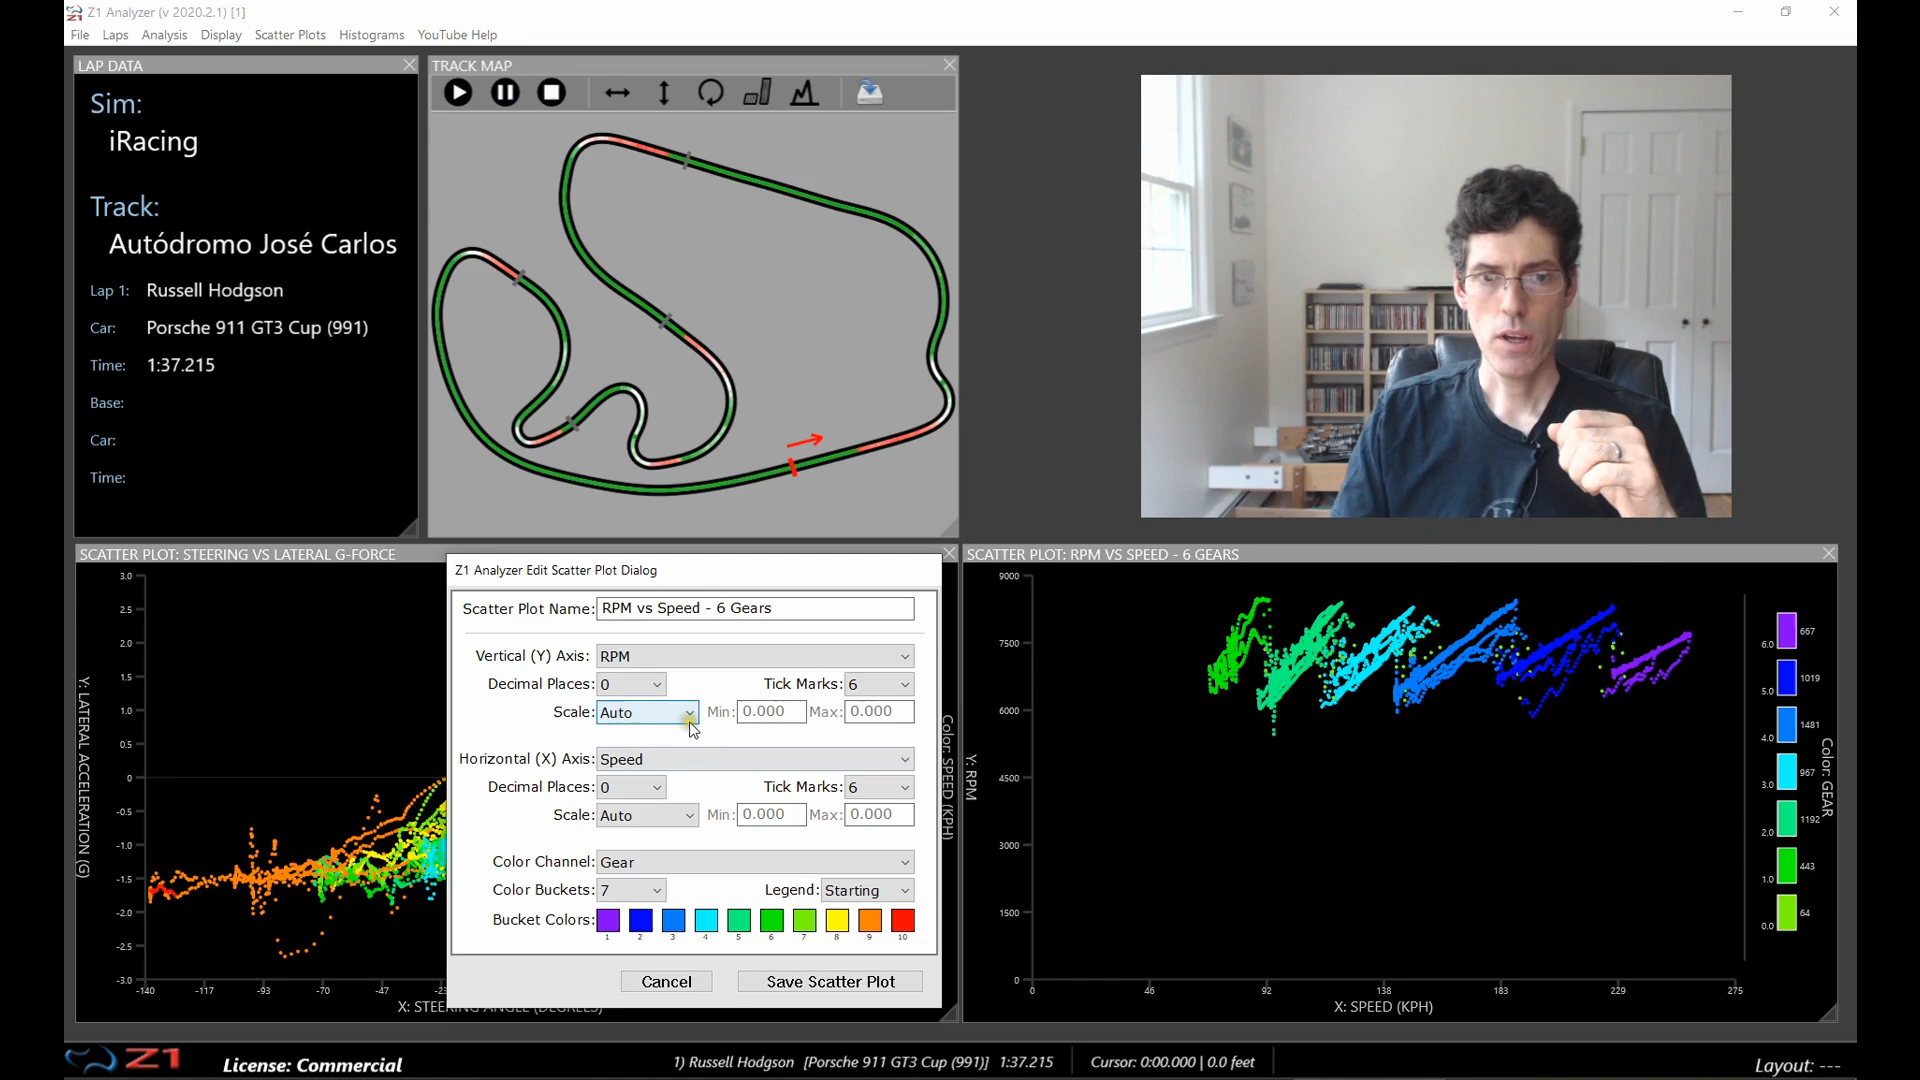 Z1 Analyzer (v 2020.2.1) [1]
File Laps Analysis Display Scatter Plots Histograms YouTube Help
LAP DATA
Sim:
iRacing
Track:
Autódromo José Carlos
Lap 1: Russell Hodgson
Car: Porsche 911 GT3 Cup (991)
Time: 1:37.215
Base:
Car:
Time:
TRACK MAP
SCATTER PLOT: STEERING VS LATERAL G-FORCE
Y: LATERAL ACCELERATION (G)
3.0
2.5
2.0
1.5
1.0
0.5
0
-0.5
-1.0
-1.5
-2.0
-2.5
-3.0
-140 -117 -93 -70 -47
Color: SPEED (KPH)
Z1 Analyzer Edit Scatter Plot Dialog
Scatter Plot Name: RPM vs Speed - 6 Gears
Vertical (Y) Axis: RPM
Decimal Places: 0 Tick Marks: 6
Scale: Auto Min: 0.000 Max: 0.000
Horizontal (X) Axis: Speed
Decimal Places: 0 Tick Marks: 6
Scale: Auto Min: 0.000 Max: 0.000
Color Channel: Gear
Color Buckets: 7 Legend: Starting
Bucket Colors:
1 2 3 4 5 6 7 8 9 10
Cancel Save Scatter Plot
SCATTER PLOT: RPM VS SPEED - 6 GEARS
Y: RPM
9000
7500
6000
4500
3000
1500
0
0 46 92 138 183 229 275
X: SPEED (KPH)
6.0 667
5.0 1019
4.0 1481
3.0 967
2.0 1192
1.0 443
0.0 64
Color: GEAR
Z1
License: Commercial
1) Russell Hodgson [Porsche 911 GT3 Cup (991)] 1:37.215
Cursor: 0:00.000 | 0.0 feet
Layout: ---